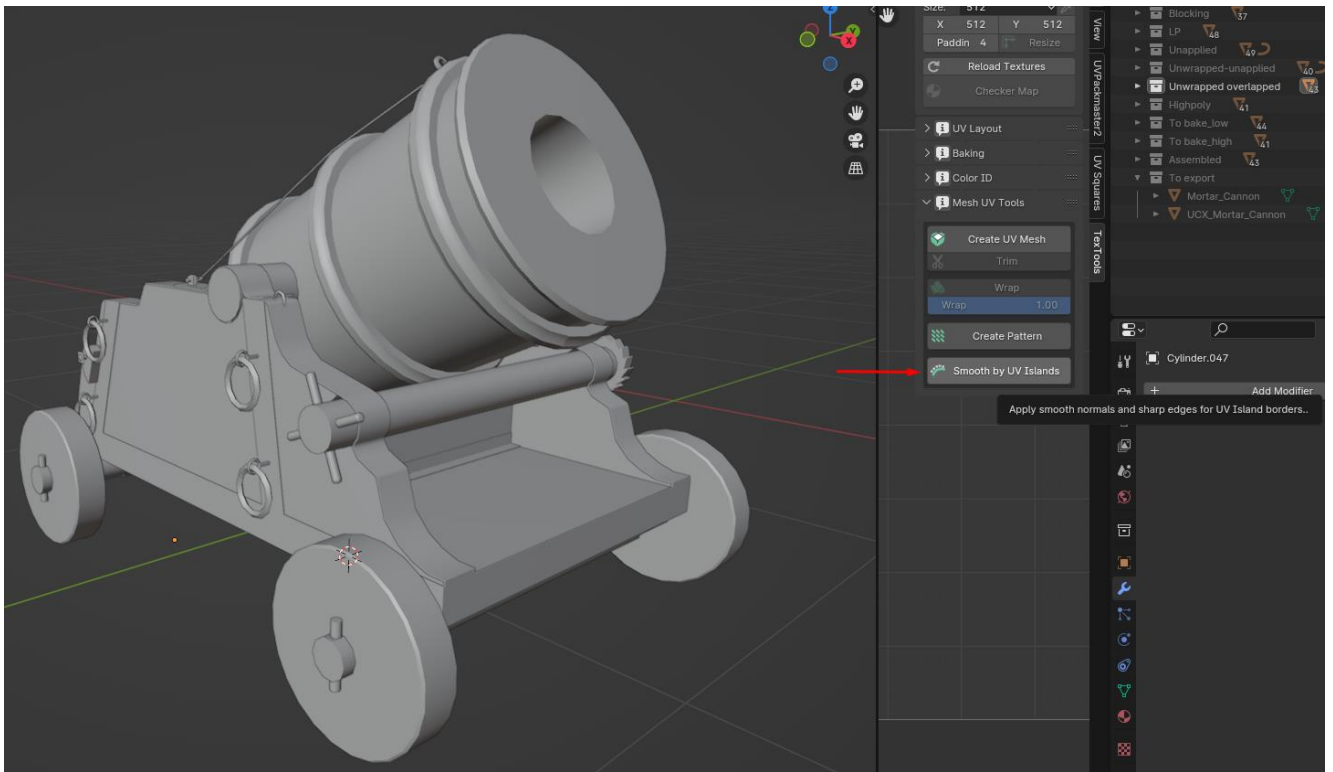 Size: 512
X 512 Y 512
Paddin 4 Resize
Reload Textures
Checker Map
UV Layout
Baking
Color ID
Mesh UV Tools
Create UV Mesh
Trim
Wrap
Wrap 1.00
Create Pattern
Smooth by UV Islands
Apply smooth normals and sharp edges for UV Island borders..
View
UVPackmaster2
UV Squares
TexTools
Z
Y
X
Blocking 37
LP 48
Unapplied 49
Unwrapped-unapplied 40
Unwrapped overlapped 43
Highpoly 41
To bake_low 44
To bake_high 41
Assembled 43
To export
Mortar_Cannon
UCX_Mortar_Cannon
Cylinder.047
Add Modifier